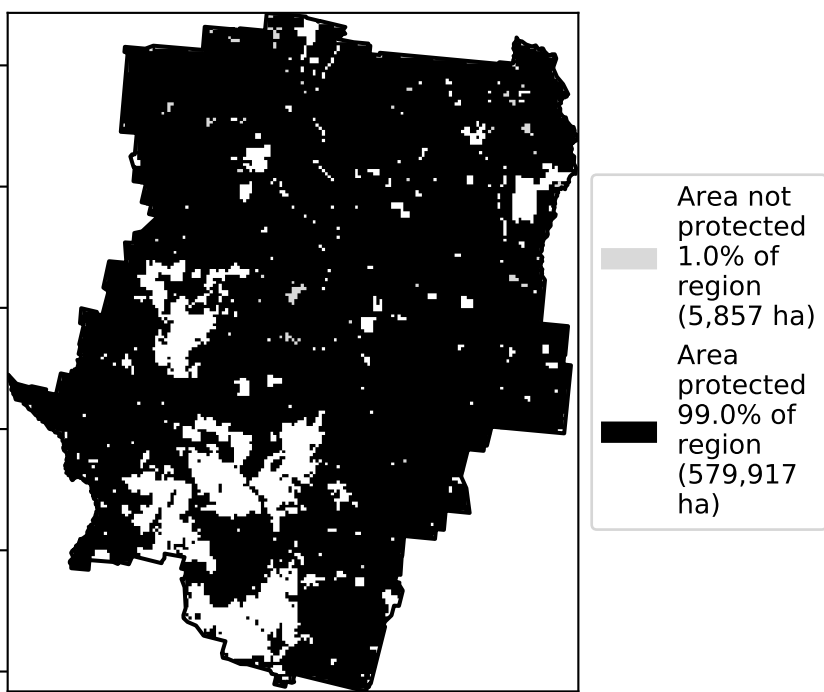 Area not
protected
1.0% of
region
(5,857 ha)
Area
protected
99.0% of
region
(579,917
ha)